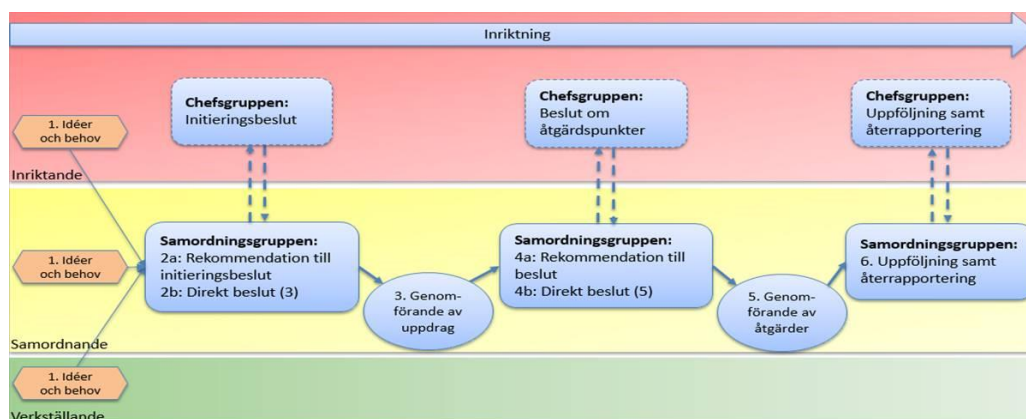 Inriktning
Chefsgruppen:
Initieringsbeslut
Chefsgruppen:
Beslut om
åtgärdspunkter
Chefsgruppen:
Uppföljning samt
återrapportering
1. Idéer
och behov
Inriktande
Samordningsgruppen:
2a: Rekommendation till
initieringsbeslut
2b: Direkt beslut (3)
Samordningsgruppen:
4a: Rekommendation till
beslut
4b: Direkt beslut (5)
Samordningsgruppen:
6. Uppföljning samt
återrapportering
1. Idéer
och behov
3. Genom-
förande av
uppdrag
5. Genom-
förande av
åtgärder
Samordnande
1. Idéer
och behov
Verkställande